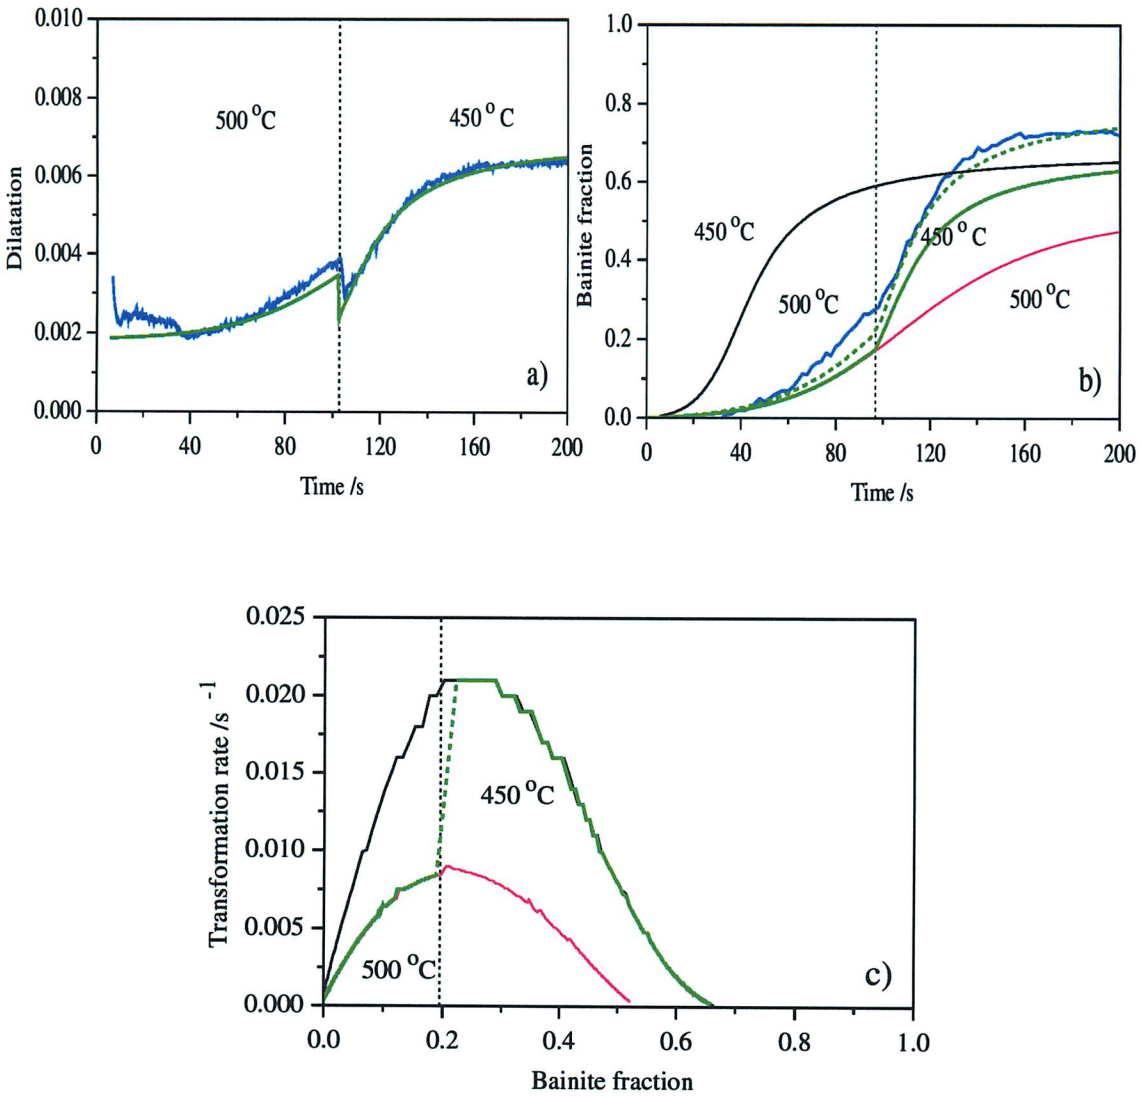 0.010
0.008
0.006
0.004
0.002
0.000
Dilatation
500 °C
450 °C
a)
0 40 80 120 160 200
Time /s
1.0
0.8
0.6
0.4
0.2
0.0
Bainite fraction
450 °C
500 °C
450 °C
500 °C
b)
0 40 80 120 160 200
Time /s
0.025
0.020
0.015
0.010
0.005
0.000
Transformation rate /s -1
450 °C
500 °C
c)
0.0 0.2 0.4 0.6 0.8 1.0
Bainite fraction